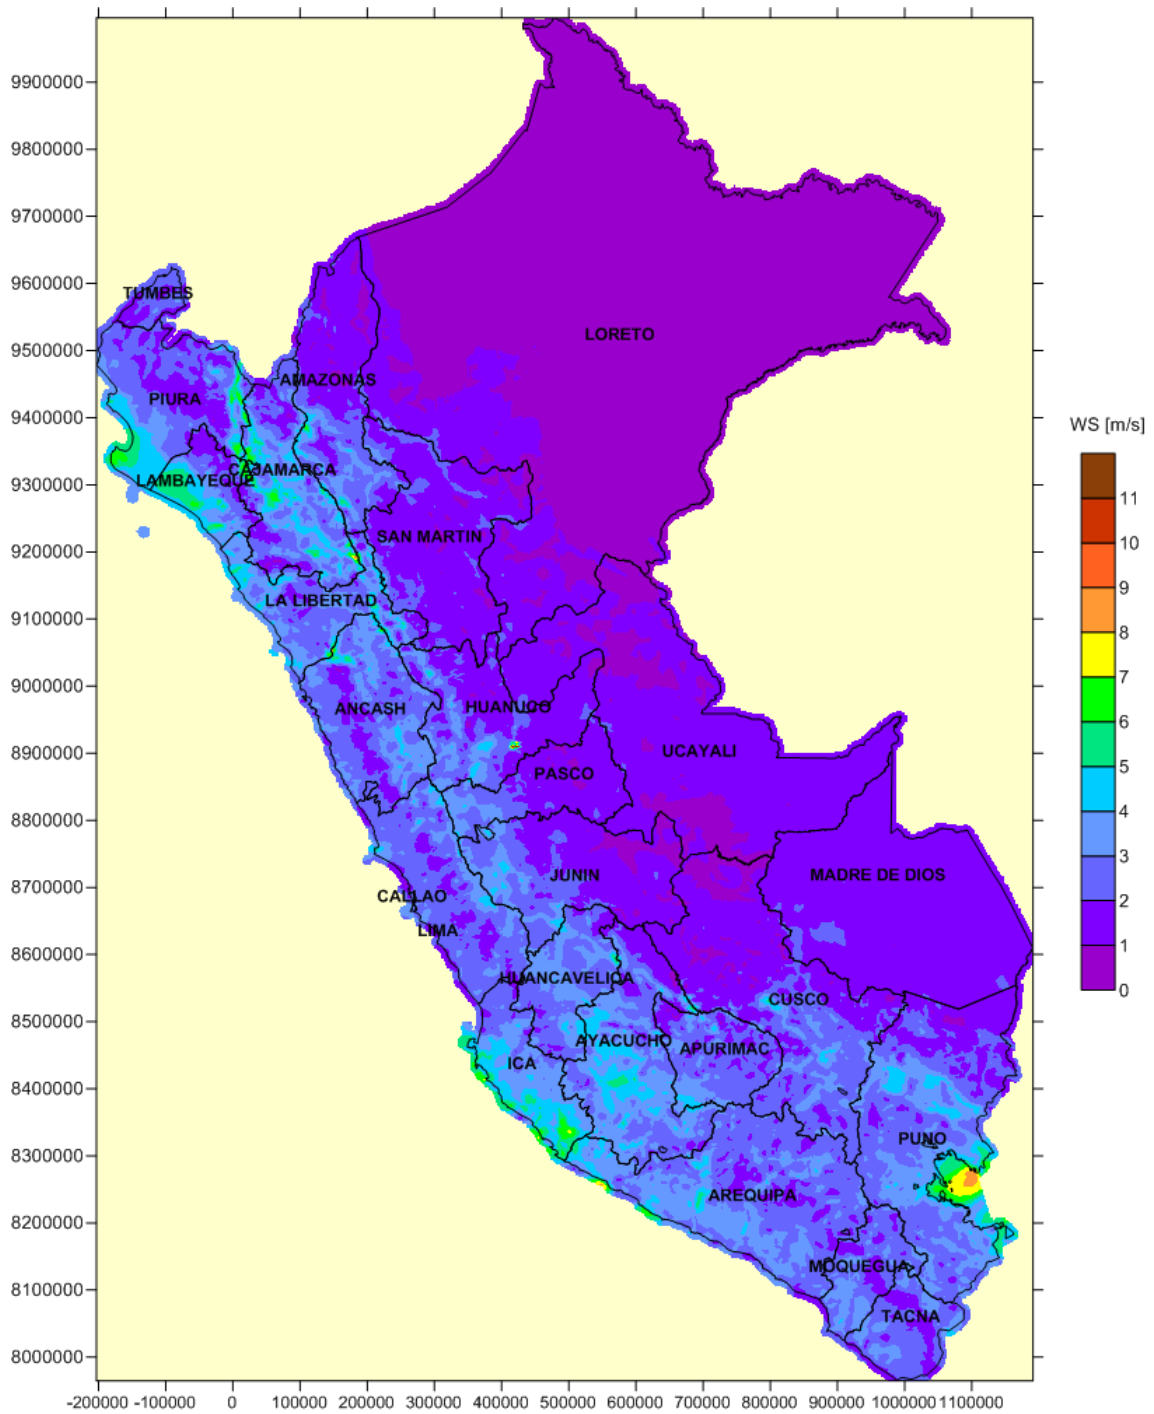 9900000
9800000
9700000
9600000
9500000
9400000
9300000
9200000
9100000
9000000
8900000
8800000
8700000
8600000
8500000
8400000
8300000
8200000
8100000
8000000
-200000 -100000 0 100000 200000 300000 400000 500000 600000 700000 800000 900000 1000000 1100000
TUMBES
LORETO
AMAZONAS
PIURA
CAJAMARCA
LAMBAYEQUE
SAN MARTIN
LA LIBERTAD
ANCASH
HUANUCO
UCAYALI
PASCO
JUNIN
MADRE DE DIOS
CALLAO
LIMA
HUANCAVELICA
CUSCO
AYACUCHO
APURIMAC
ICA
PUNO
AREQUIPA
MOQUEGUA
TACNA
WS [m/s]
11
10
9
8
7
6
5
4
3
2
1
0